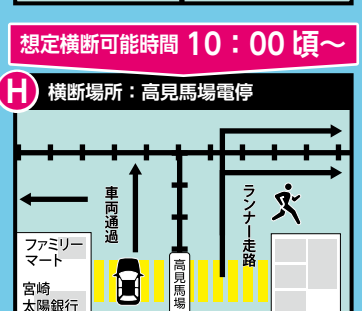 想定横断可能時間 10:00 頃〜
H 横断場所:高見馬場電停
車両通過
ランナー走路
ファミリー
マート
宮崎
太陽銀行
高見馬場